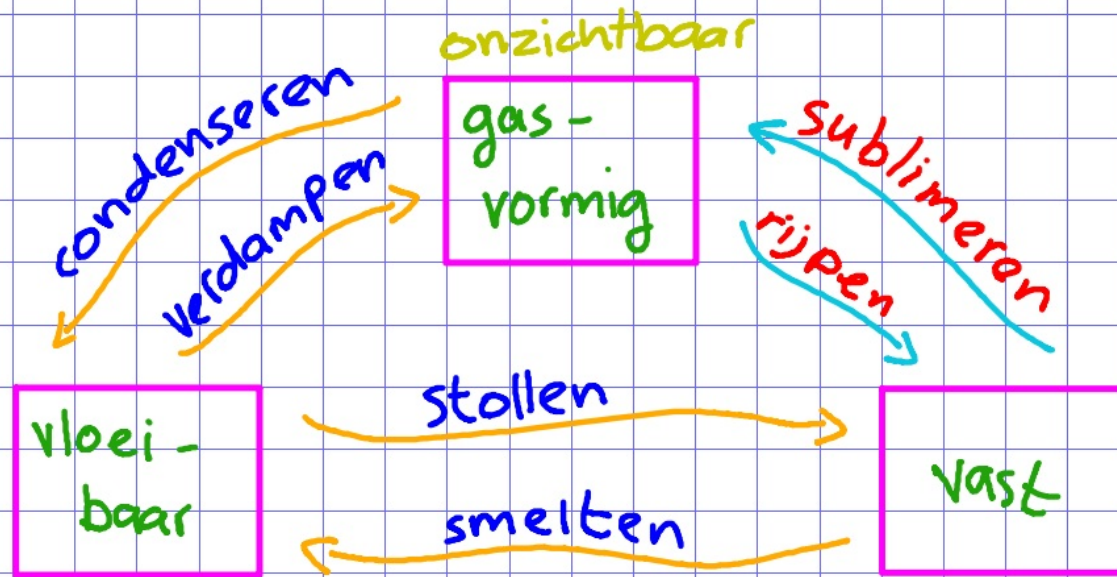 onzichtbaar
gas-
vormig
condenseren
verdampen
sublimeren
rijpen
stollen
vloei-
baar
vast
smelten